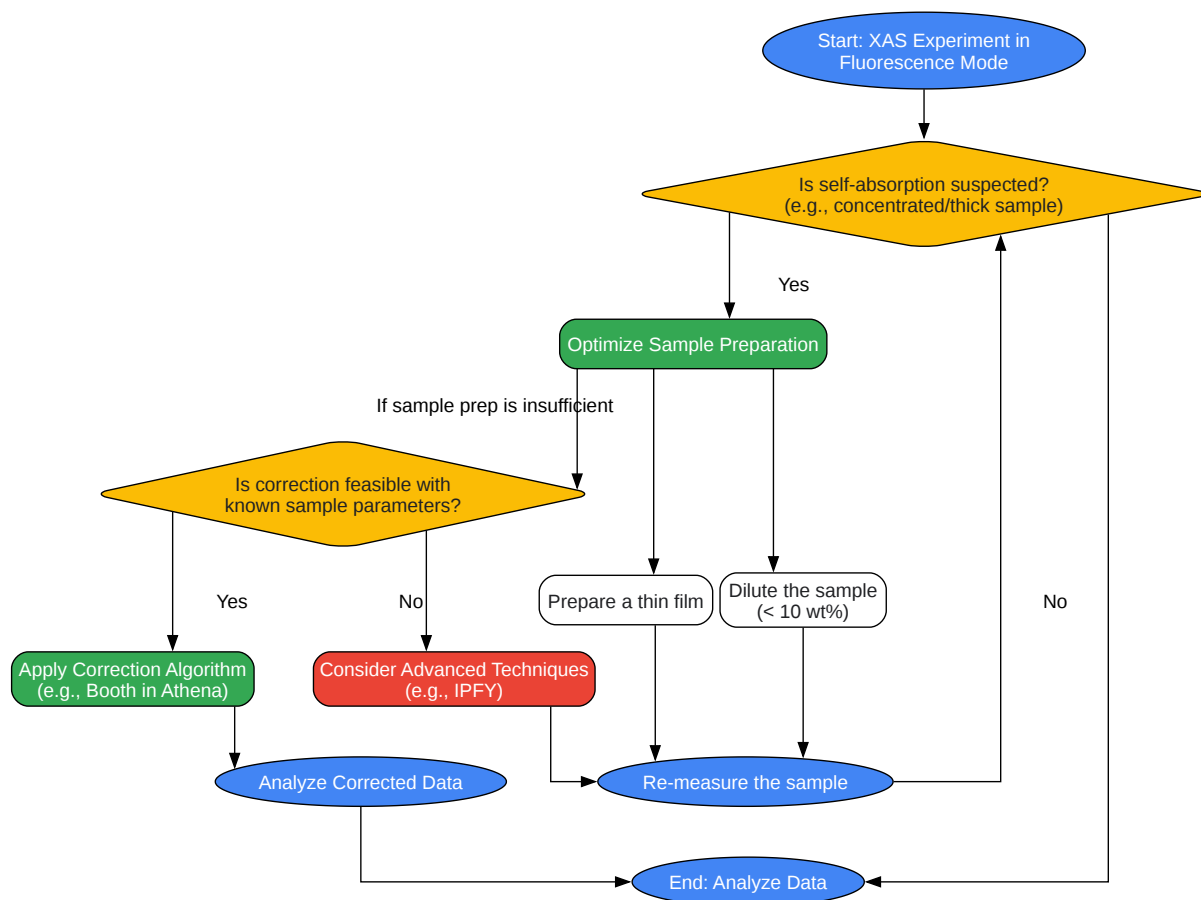 Start: XAS Experiment in
Fluorescence Mode
Is self-absorption suspected?
(e.g., concentrated/thick sample)
Yes
Optimize Sample Preparation
If sample prep is insufficient
Is correction feasible with
known sample parameters?
Prepare a thin film
Dilute the sample
(< 10 wt%)
Yes
No
No
Apply Correction Algorithm
(e.g., Booth in Athena)
Consider Advanced Techniques
(e.g., IPFY)
Analyze Corrected Data
Re-measure the sample
End: Analyze Data